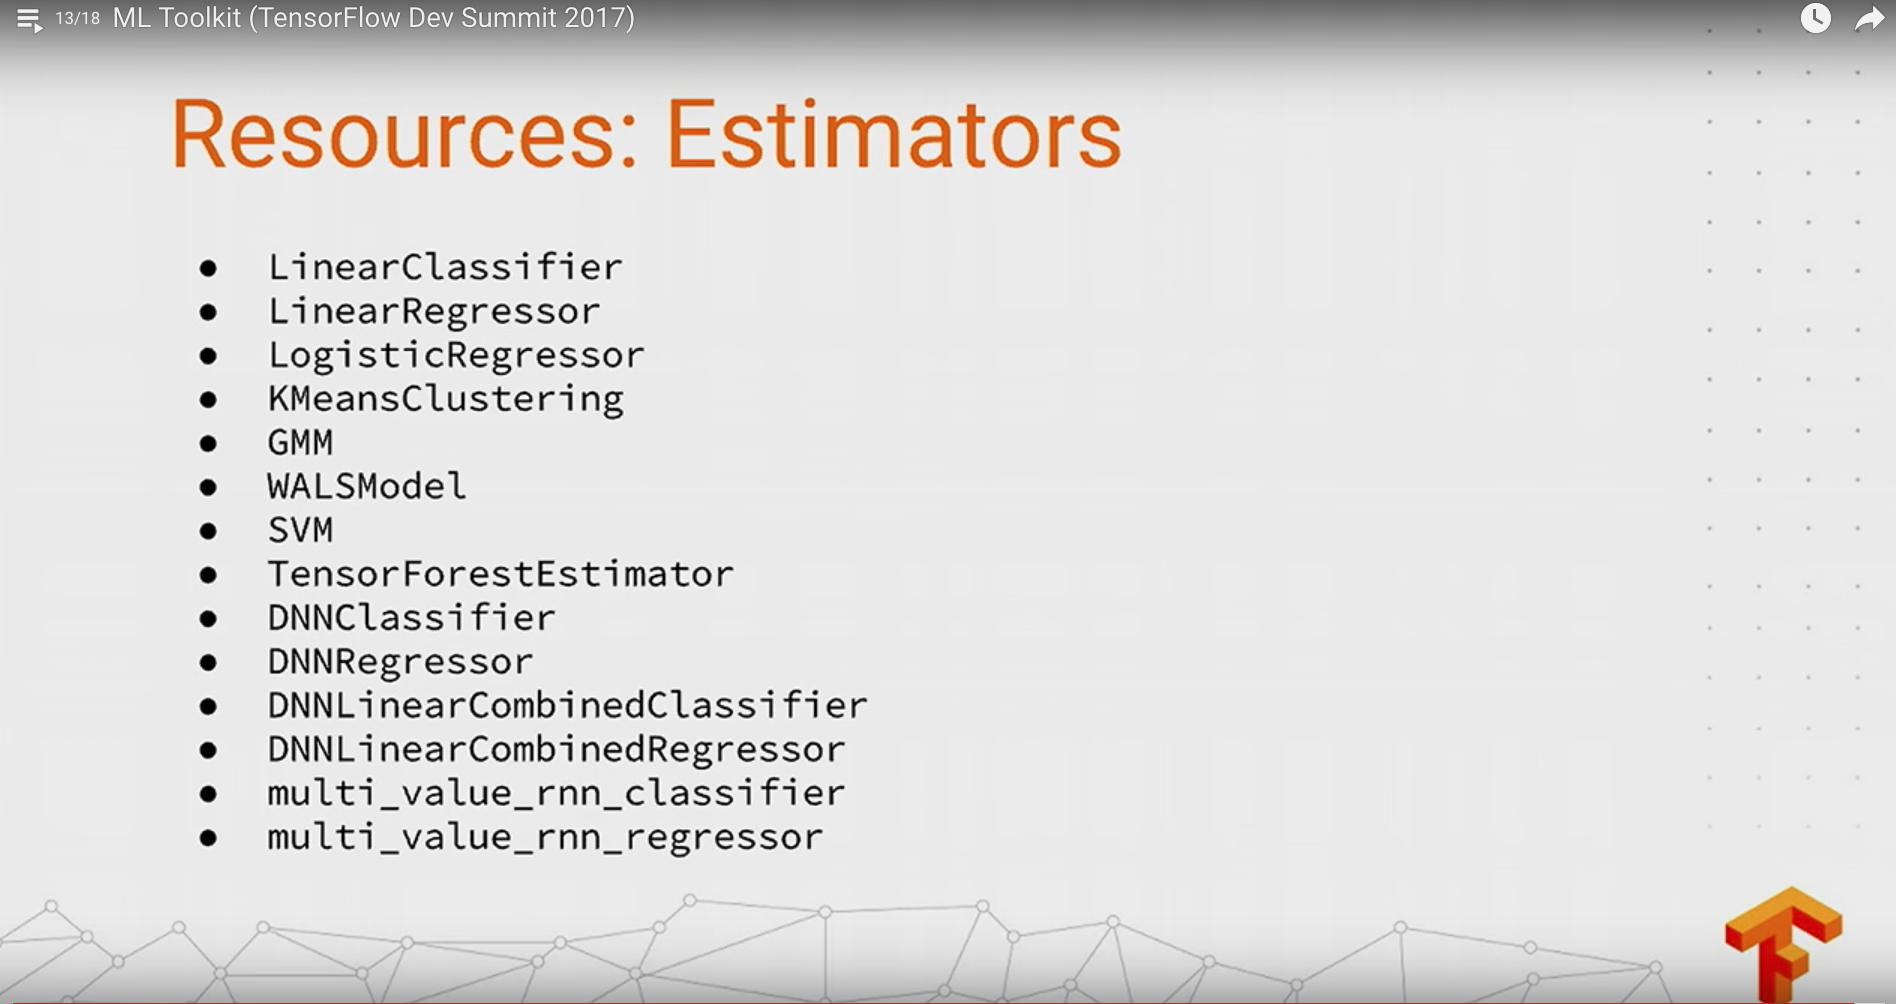 13/18 ML Toolkit (TensorFlow Dev Summit 2017)
Resources: Estimators
● LinearClassifier
● LinearRegressor
● LogisticRegressor
● KMeansClustering
● GMM
● WALSModel
● SVM
● TensorForestEstimator
● DNNClassifier
● DNNRegressor
● DNNLinearCombinedClassifier
● DNNLinearCombinedRegressor
● multi_value_rnn_classifier
● multi_value_rnn_regressor